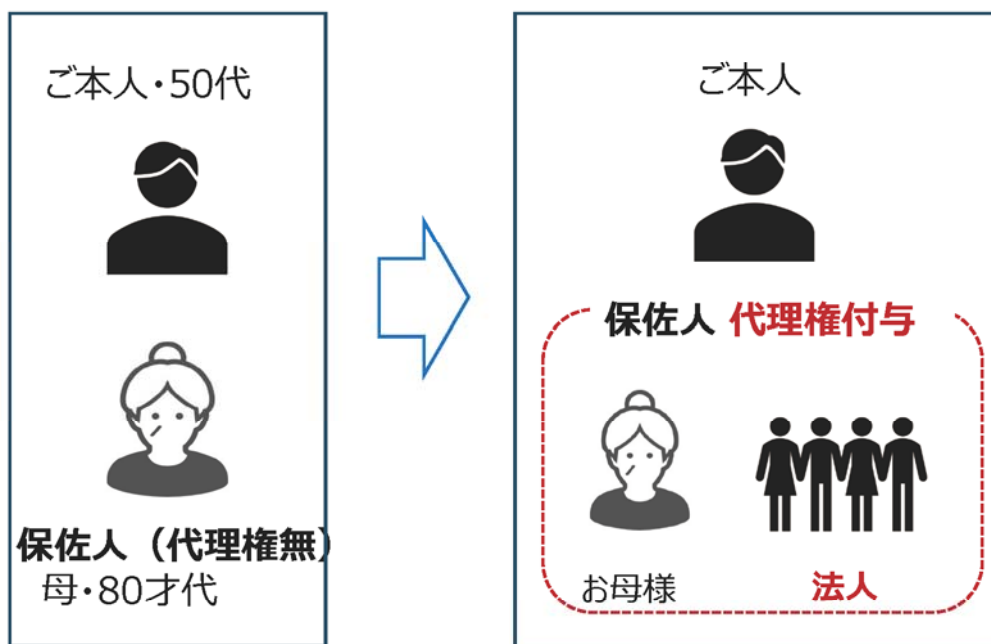 ご本人・50代
保佐人（代理権無）
母・80才代
ご本人
保佐人 代理権付与
お母様
法人